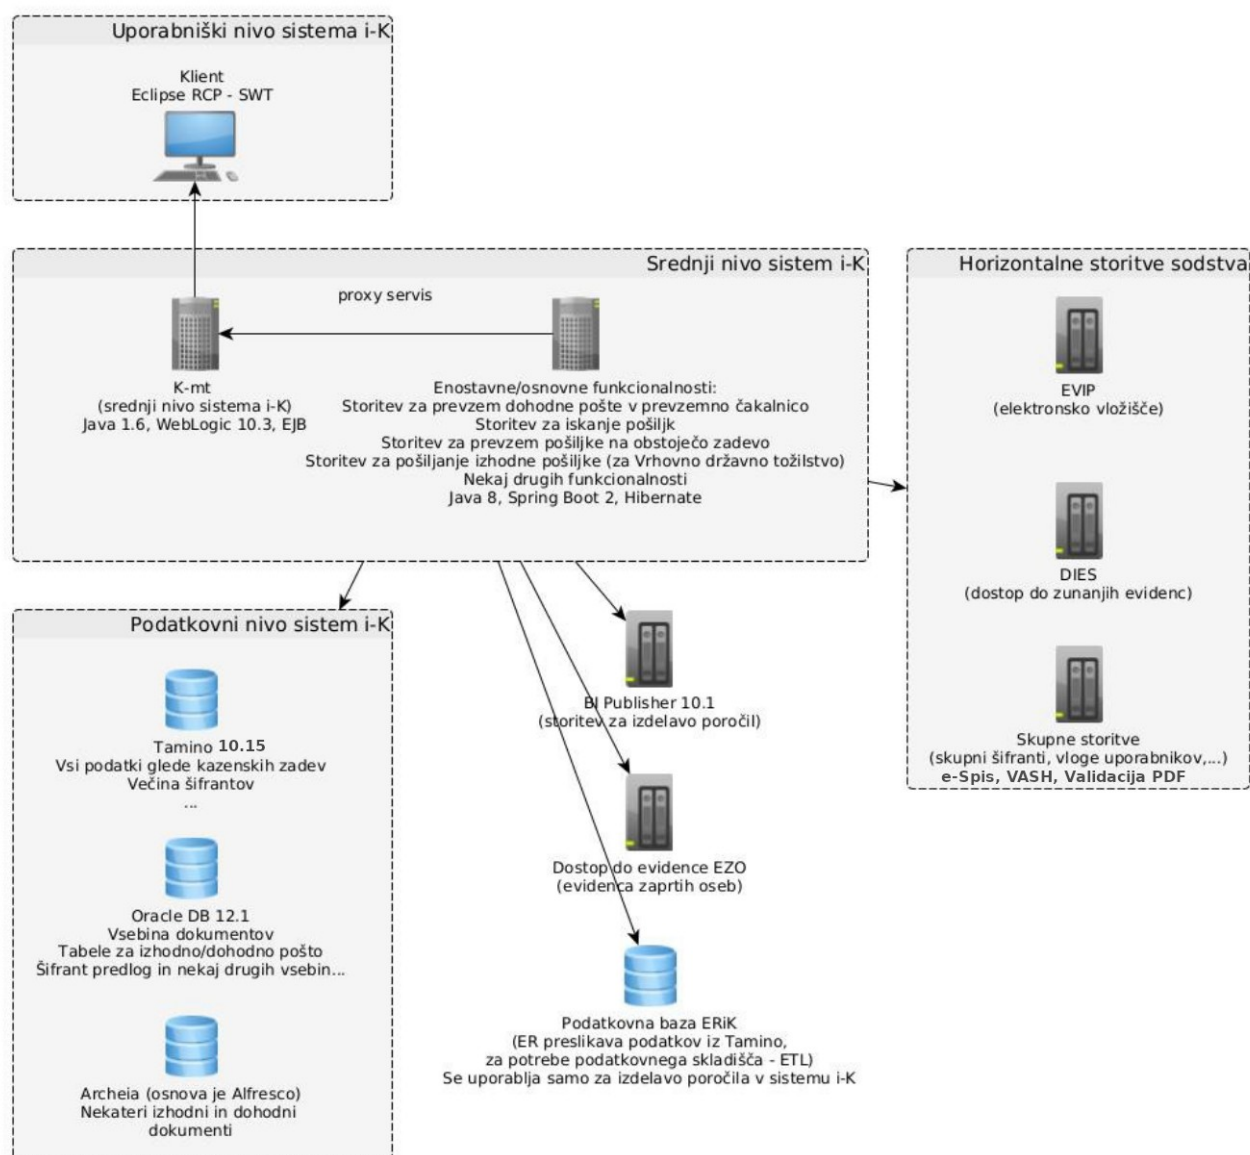 Uporabniški nivo sistema i-K
Klient
Eclipse RCP - SWT
Srednji nivo sistem i-K
proxy servis
K-mt
(srednji nivo sistema i-K)
Java 1.6, WebLogic 10.3, EJB
Enostavne/osnovne funkcionalnosti:
Storitev za prevzem dohodne pošte v prevzemno čakalnico
Storitev za iskanje pošiljk
Storitev za prevzem pošiljke na obstoječo zadevo
Storitev za pošiljanje izhodne pošiljke (za Vrhovno državno tožilstvo)
Nekaj drugih funkcionalnosti
Java 8, Spring Boot 2, Hibernate
Horizontalne storitve sodstva
EVIP
(elektronsko vložišče)
DIES
(dostop do zunanjih evidenc)
Skupne storitve
(skupni šifranti, vloge uporabnikov,...)
e-Spis, VASH, Validacija PDF
Podatkovni nivo sistem i-K
Tamino 10.15
Vsi podatki glede kazenskih zadev
Večina šifrantov
...
Oracle DB 12.1
Vsebina dokumentov
Tabele za izhodno/dohodno pošto
Šifrant predlog in nekaj drugih vsebin...
Archeia (osnova je Alfresco)
Nekateri izhodni in dohodni
dokumenti
BI Publisher 10.1
(storitev za izdelavo poročil)
Dostop do evidence EZO
(evidenca zaprtih oseb)
Podatkovna baza ERiK
(ER preslikava podatkov iz Tamino,
za potrebe podatkovnega skladišča - ETL)
Se uporablja samo za izdelavo poročila v sistemu i-K